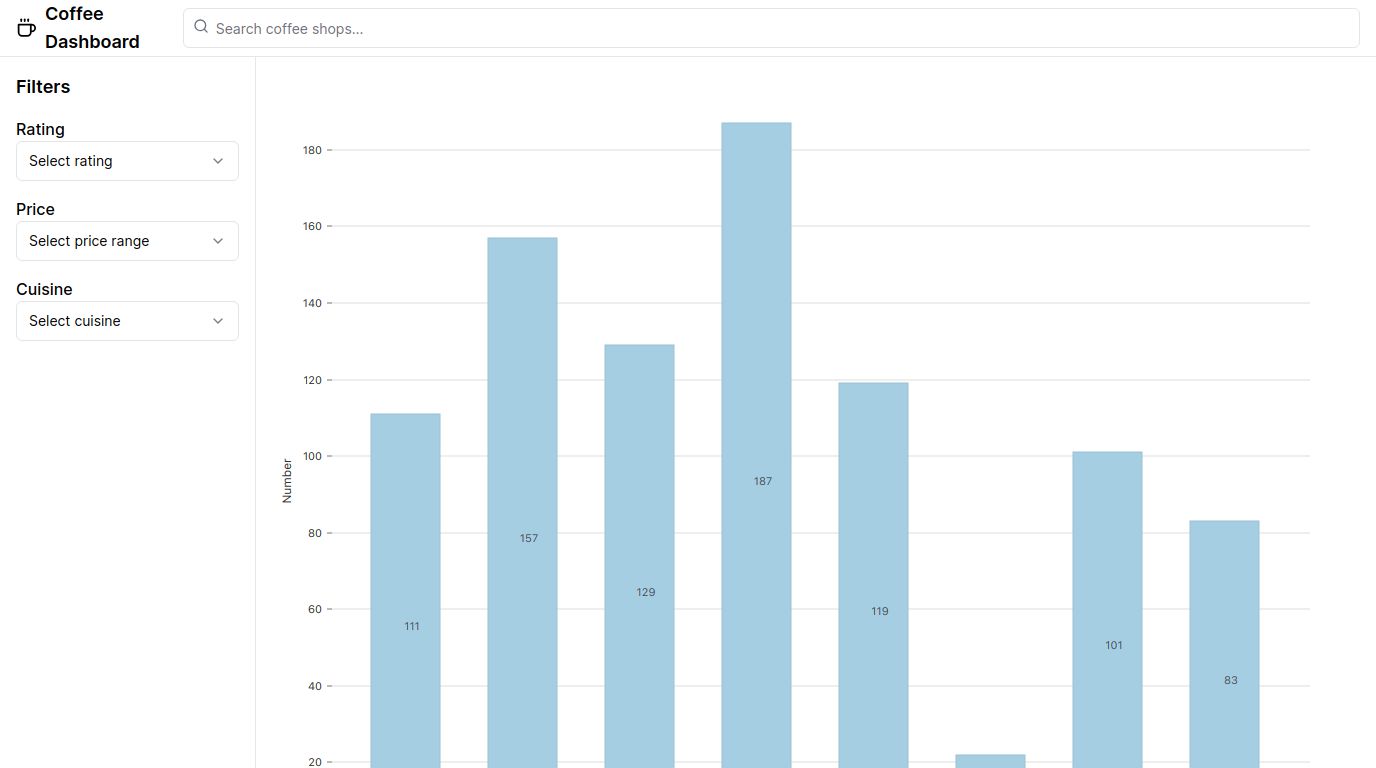 Coffee
Dashboard
Search coffee shops...
Filters
Rating
Select rating
Price
Select price range
Cuisine
Select cuisine
180
160
140
120
100
80
60
40
20
Number
111
157
129
187
119
101
83